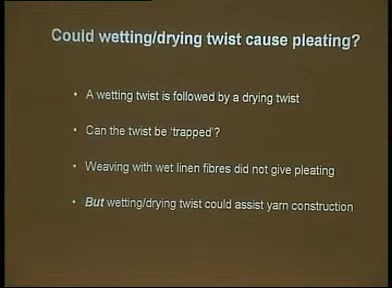 Could wetting/drying twist cause pleating?
• A wetting twist is followed by a drying twist
• Can the twist be 'trapped'?
• Weaving with wet linen fibres did not give pleating
• But wetting/drying twist could assist yarn construction